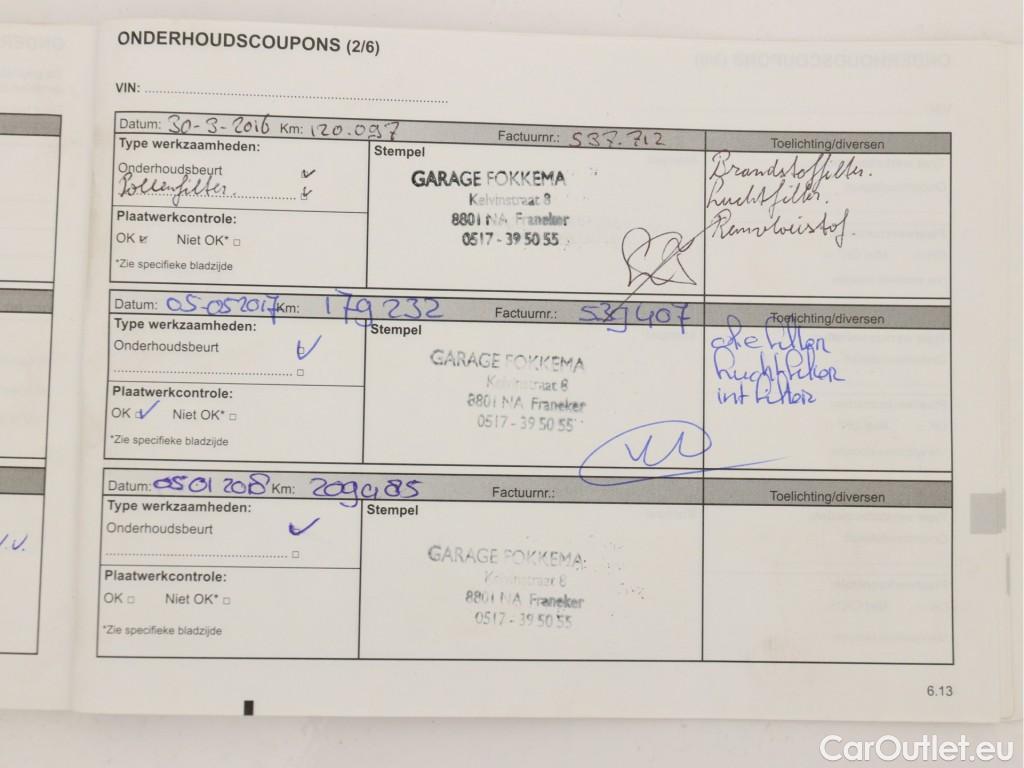 ONDERHOUDSCOUPONS (2/6)
VIN:
Datum: 30-3-2016 Km: 120.097 Factuurnr.: 537.712 Toelichting/diversen
Type werkzaamheden:
Onderhoudsbeurt
Pollenfilter.
Plaatwerkcontrole:
OK Niet OK*
*Zie specifieke bladzijde
Stempel
GARAGE FOKKEMA
Kelvinstraat 8
8801 NA Franeker
0517 - 39 50 55
Brandstoffilter.
Luchtfilter.
Remvloeistof.
Datum: 05-05 2017 Km: 179232 Factuurnr.: 539407 Toelichting/diversen
Type werkzaamheden:
Onderhoudsbeurt
Plaatwerkcontrole:
OK Niet OK*
*Zie specifieke bladzijde
Stempel
GARAGE FOKKEMA
Kelvinstraat 8
8801 NA Franeker
0517 - 39 50 55
olie filter
luchtfilter
int filter
Datum: 05 01 2018 Km: 209485 Factuurnr.: Toelichting/diversen
Type werkzaamheden:
Onderhoudsbeurt
Plaatwerkcontrole:
OK Niet OK*
*Zie specifieke bladzijde
Stempel
GARAGE FOKKEMA
Kelvinstraat 8
8801 NA Franeker
0517 - 39 50 55
6.13
CarOutlet.eu